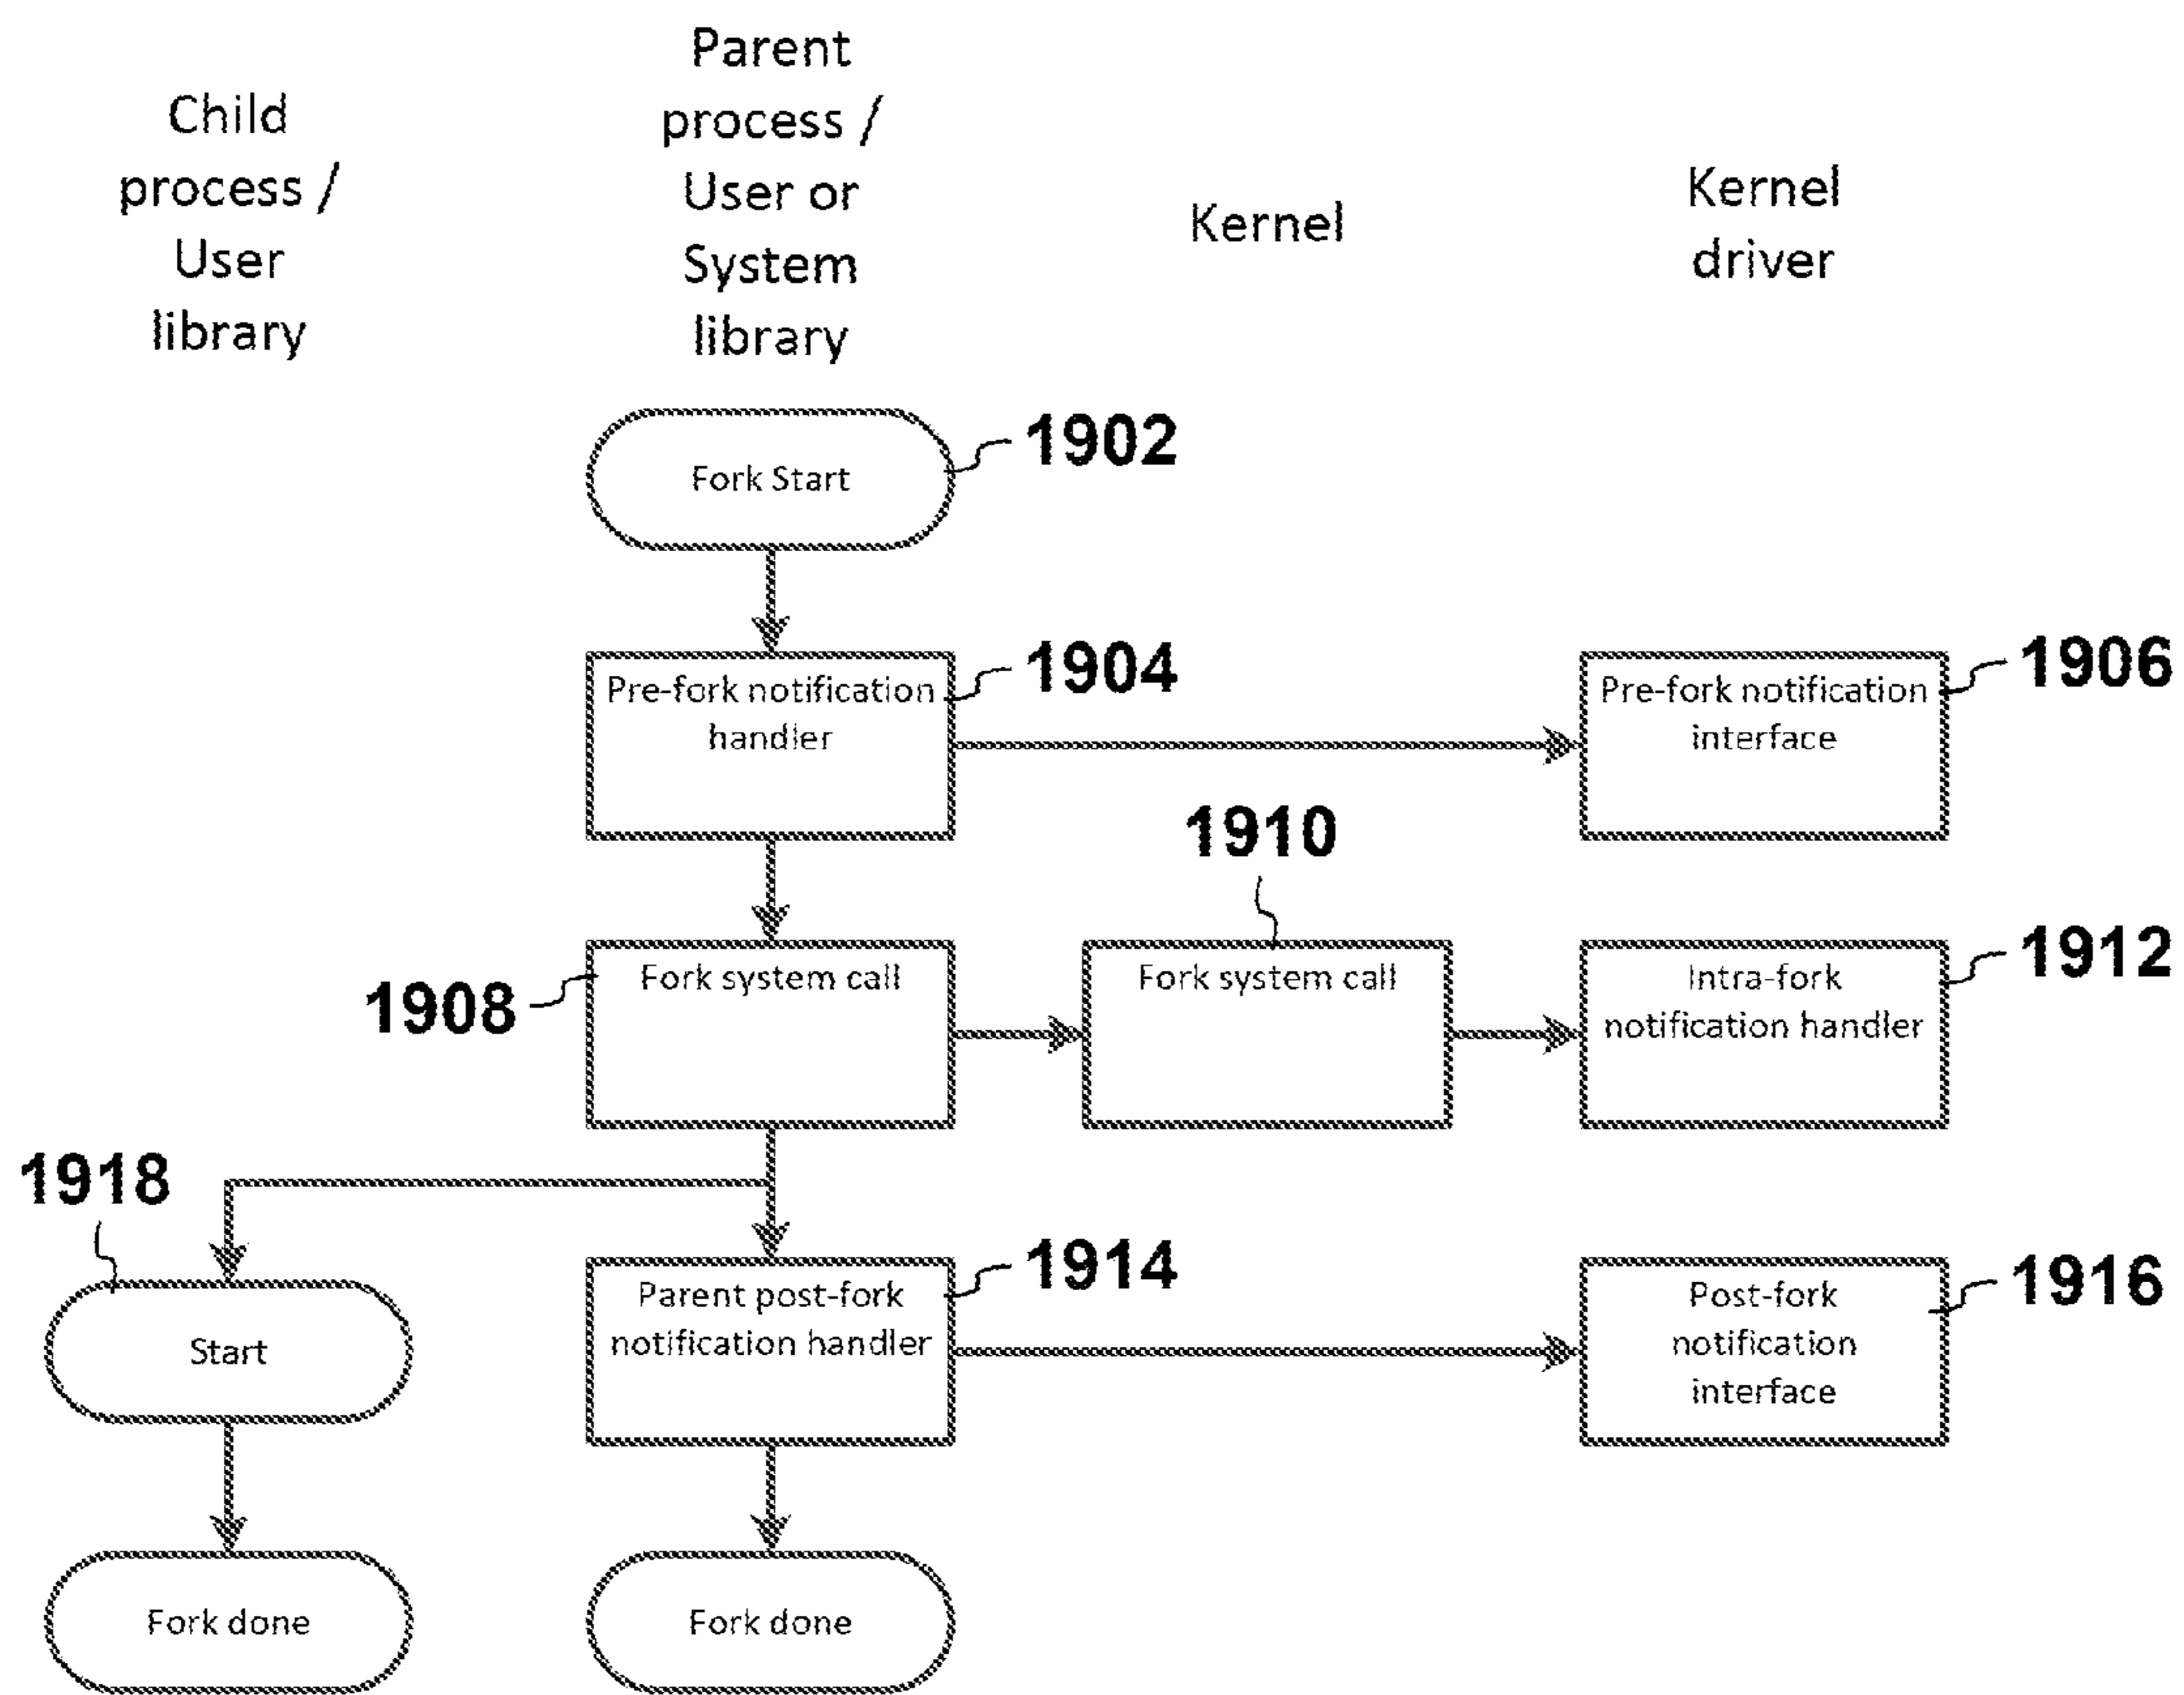 Child
process /
User
library
Parent
process /
User or
System
library
Kernel
Kernel
driver
Fork Start
1902
Pre-fork notification
handler
1904
Pre-fork notification
interface
1906
1908
Fork system call
1910
Fork system call
Intra-fork
notification handler
1912
1918
Start
Parent post-fork
notification handler
1914
Post-fork
notification
interface
1916
Fork done
Fork done